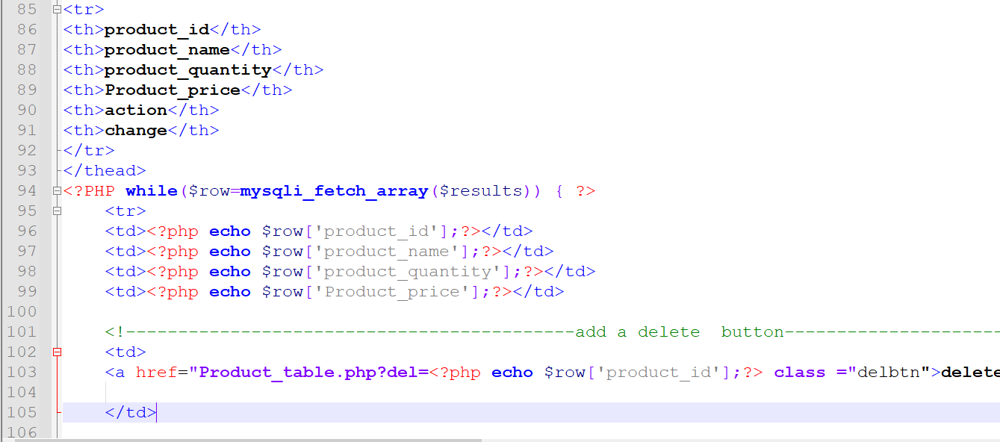 85 <tr>
86 <th>product_id</th>
87 <th>product_name</th>
88 <th>product_quantity</th>
89 <th>Product_price</th>
90 <th>action</th>
91 <th>change</th>
92 </tr>
93 </thead>
94 <?PHP while($row=mysqli_fetch_array($results)) { ?>
95 <tr>
96 <td><?php echo $row['product_id'];?></td>
97 <td><?php echo $row['product_name'];?></td>
98 <td><?php echo $row['product_quantity'];?></td>
99 <td><?php echo $row['Product_price'];?></td>
100
101 <!-------------------------------------------add a delete  button---------------------
102 <td>
103 <a href="Product_table.php?del=<?php echo $row['product_id'];?> class ="delbtn">delete
104
105 </td>
106